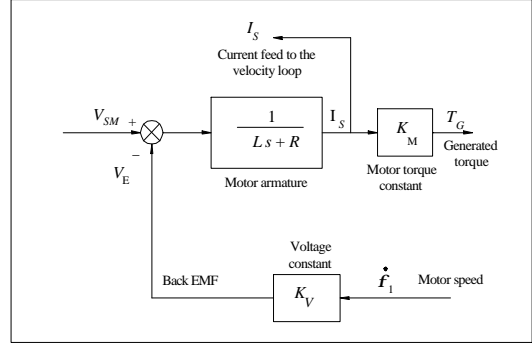 I_S
Current feed to the
velocity loop
V_SM
+
−
V_E
1
L s + R
Motor armature
I_S
K_M
Motor torque
constant
T_G
Generated
torque
Voltage
constant
K_V
Back EMF
ḟ_1
Motor speed